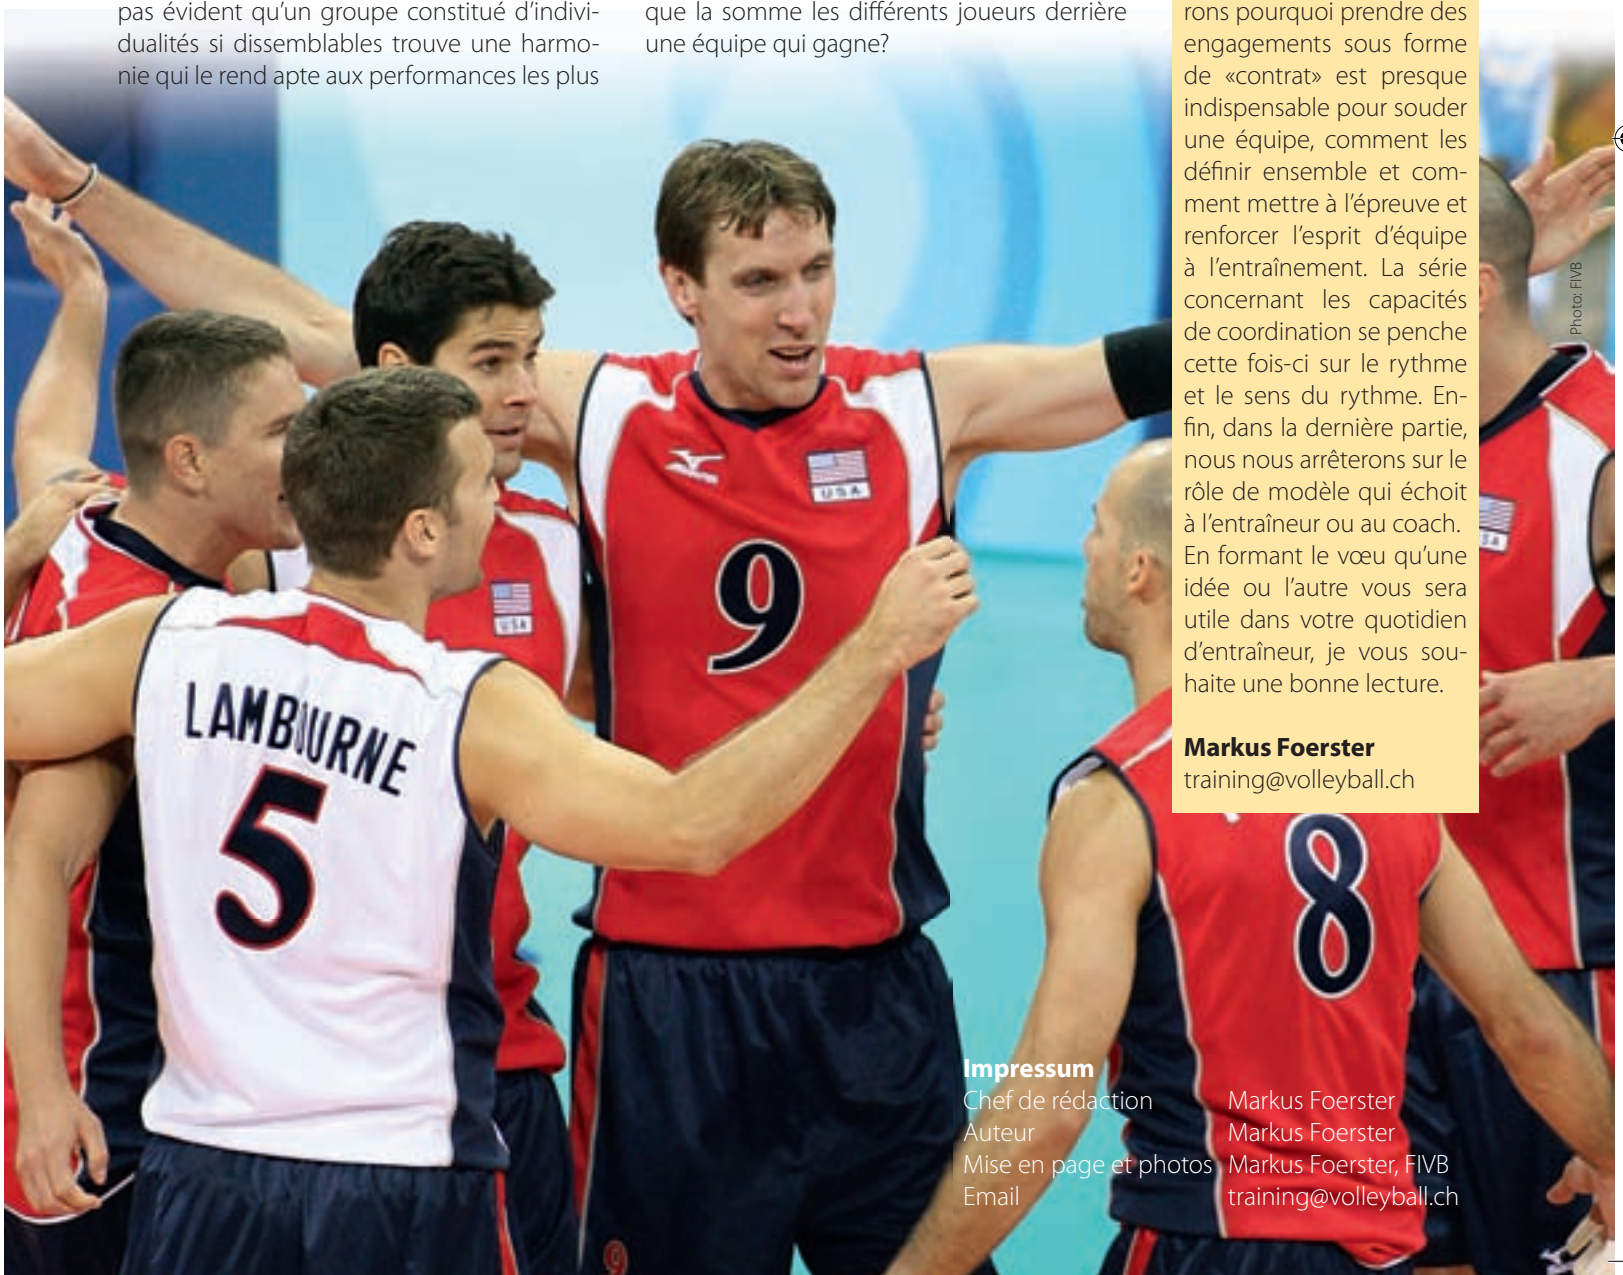 pas évident qu’un groupe constitué d’indivi-
dualités si dissemblables trouve une harmo-
nie qui le rend apte aux performances les plus
que la somme les différents joueurs derrière
une équipe qui gagne?
rons pourquoi prendre des
engagements sous forme
de «contrat» est presque
indispensable pour souder
une équipe, comment les
définir ensemble et com-
ment mettre à l’épreuve et
renforcer l’esprit d’équipe
à l’entraînement. La série
concernant les capacités
de coordination se penche
cette fois-ci sur le rythme
et le sens du rythme. En-
fin, dans la dernière partie,
nous nous arrêterons sur le
rôle de modèle qui échoit
à l’entraîneur ou au coach.
En formant le vœu qu’une
idée ou l’autre vous sera
utile dans votre quotidien
d’entraîneur, je vous sou-
haite une bonne lecture.
Markus Foerster
training@volleyball.ch
Photo: FIVB
USA
USA
SA
9
LAMBOURNE
5
8
9
Impressum
Chef de rédaction Markus Foerster
Auteur Markus Foerster
Mise en page et photos Markus Foerster, FIVB
Email training@volleyball.ch